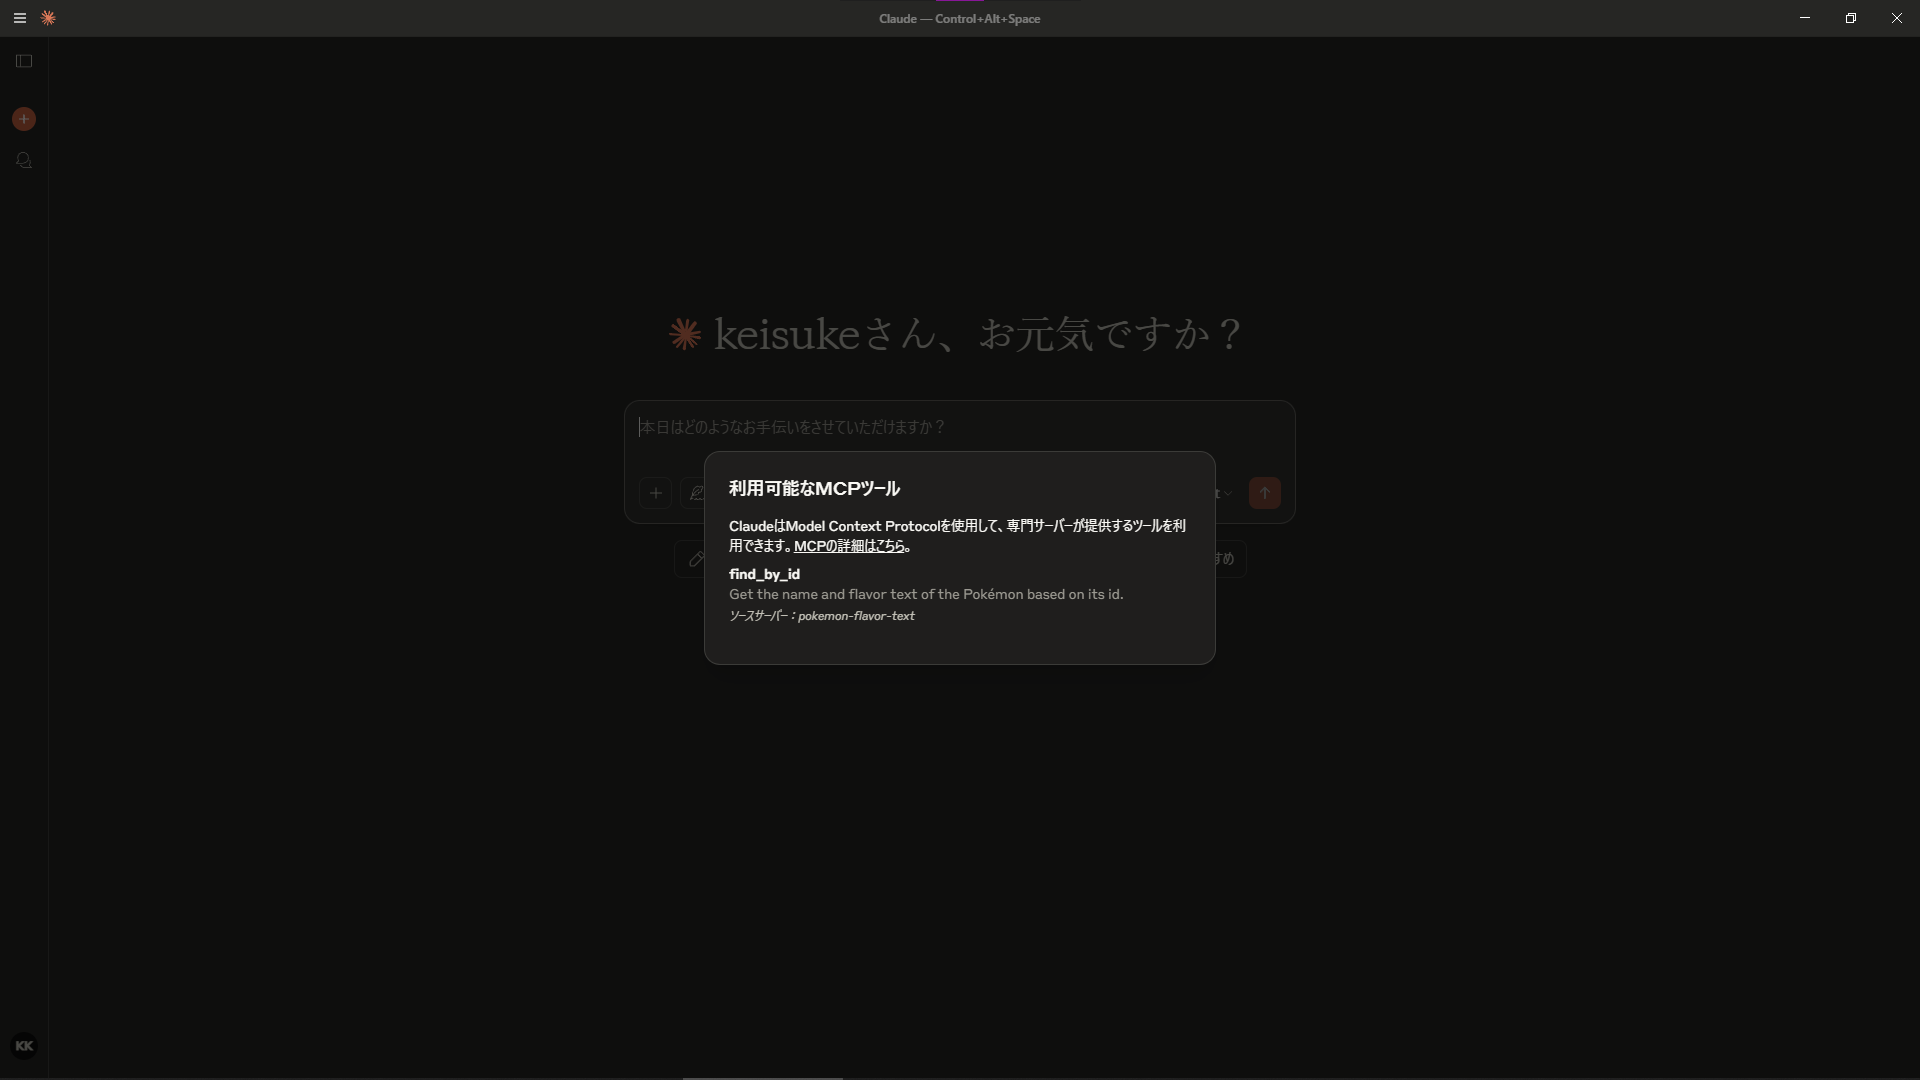 Claude — Control+Alt+Space
keisukeさん、お元気ですか？
本日はどのようなお手伝いをさせていただけますか？
利用可能なMCPツール
ClaudeはModel Context Protocolを使用して、専門サーバーが提供するツールを利
用できます。MCPの詳細はこちら。
find_by_id
Get the name and flavor text of the Pokémon based on its id.
ソースサーバー：pokemon-flavor-text
KK